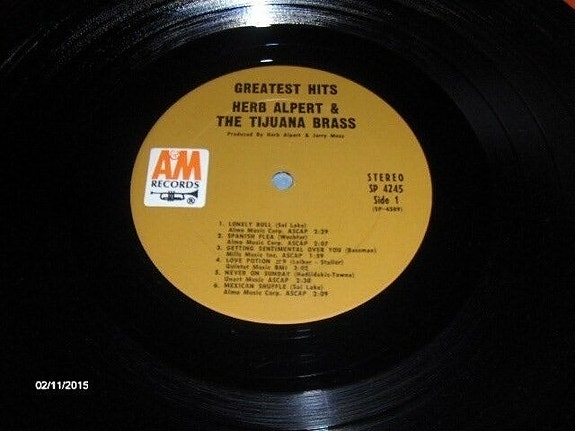 GREATEST HITS
HERB ALPERT &
THE TIJUANA BRASS
Produced By Herb Alpert & Jerry Moss
A&M
RECORDS
®
STEREO
SP 4245
Side 1
(SP-4269)
1. LONELY BULL (Sol Lake)
Almo Music Corp. ASCAP 2:29
2. SPANISH FLEA (Wechter)
Almo Music Corp. ASCAP 2:07
3. GETTING SENTIMENTAL OVER YOU (Bassman)
Mills Music Inc. ASCAP 1:59
4. LOVE POTION #9 (Leiber - Stoller)
Quintet Music BMI 3:02
5. NEVER ON SUNDAY (Hadjidakis-Towne)
Unart Music ASCAP 2:38
6. MEXICAN SHUFFLE (Sol Lake)
Almo Music Corp. ASCAP 2:09
02/11/2015